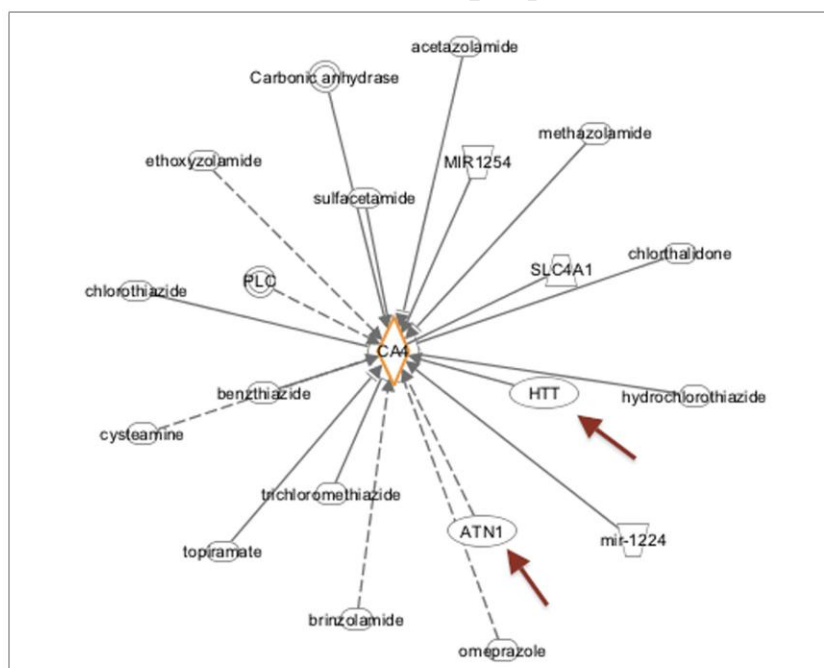 acetazolamide
Carbonic anhydrase
methazolamide
ethoxyzolamide
MIR1254
sulfacetamide
chlorthalidone
SLC4A1
PLC
chlorothiazide
CA4
benzthiazide
HTT
hydrochlorothiazide
cysteamine
trichloromethiazide
ATN1
mir-1224
topiramate
brinzolamide
omeprazole